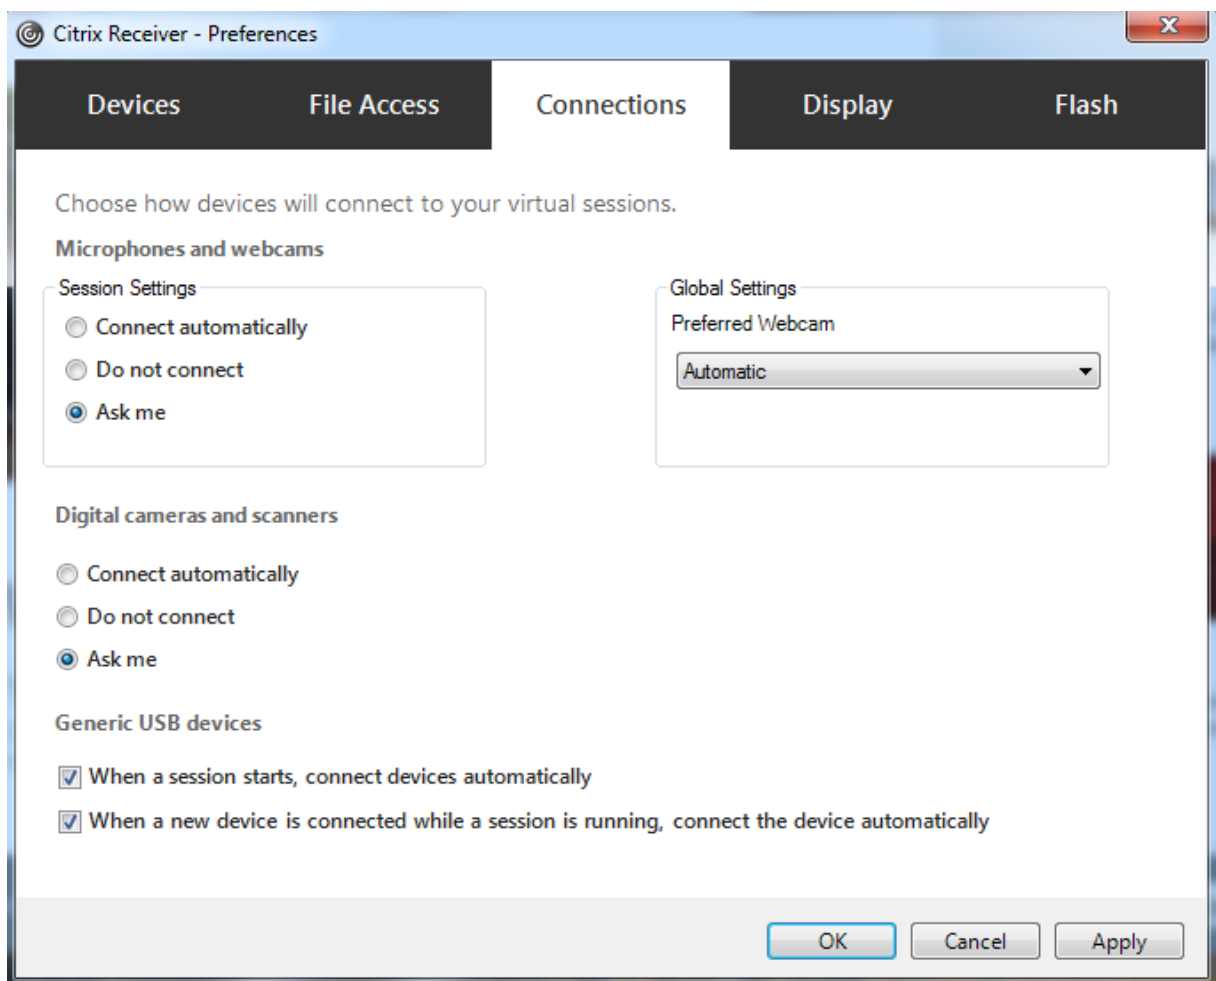 Citrix Receiver - Preferences
Devices File Access Connections Display Flash
Choose how devices will connect to your virtual sessions.
Microphones and webcams
Session Settings
Connect automatically
Do not connect
Ask me
Global Settings
Preferred Webcam
Automatic
Digital cameras and scanners
Connect automatically
Do not connect
Ask me
Generic USB devices
When a session starts, connect devices automatically
When a new device is connected while a session is running, connect the device automatically
OK Cancel Apply